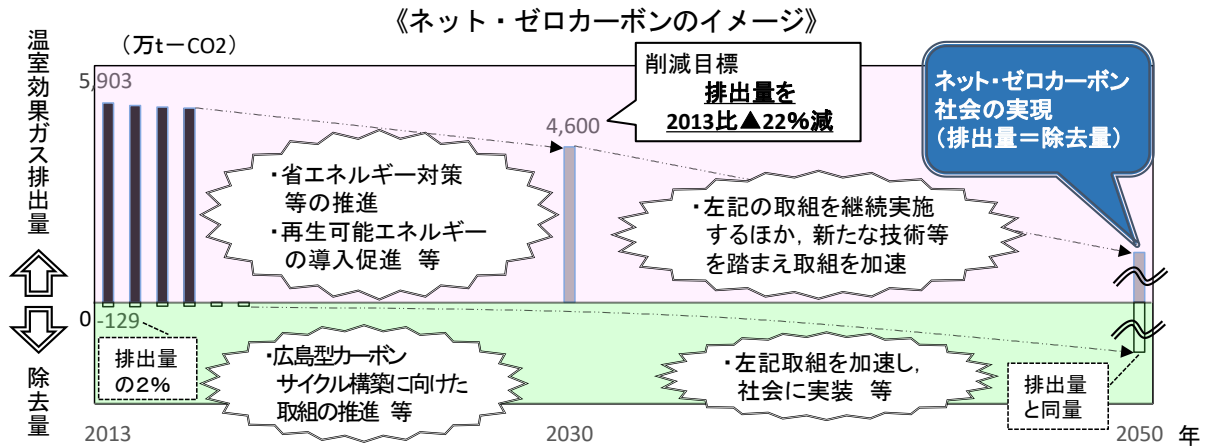 《ネット・ゼロカーボンのイメージ》
（万t－CO2）
温室効果ガス排出量
5,903
削減目標
排出量を
2013比▲22%減
4,600
ネット・ゼロカーボン
社会の実現
（排出量＝除去量）
・省エネルギー対策
等の推進
・再生可能エネルギー
の導入促進 等
・左記の取組を継続実施
するほか，新たな技術等
を踏まえ取組を加速
0
-129
除去量
排出量
の2％
・広島型カーボン
サイクル構築に向けた
取組の推進 等
・左記取組を加速し，
社会に実装 等
排出量
と同量
2013
2030
2050
年